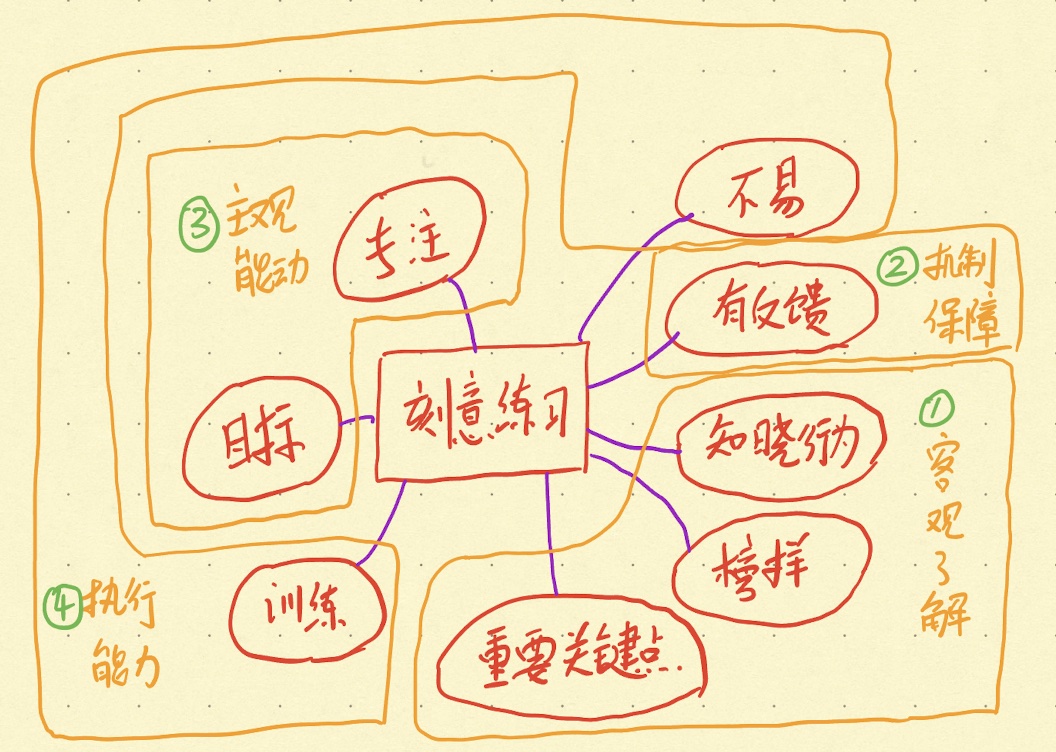 不易
③ 主观
能动
专注
② 机制
保障
有反馈
刻意练习
目标
① 客
观
了
解
知晓行为
榜样
④ 执行
能力
训练
重要关键点